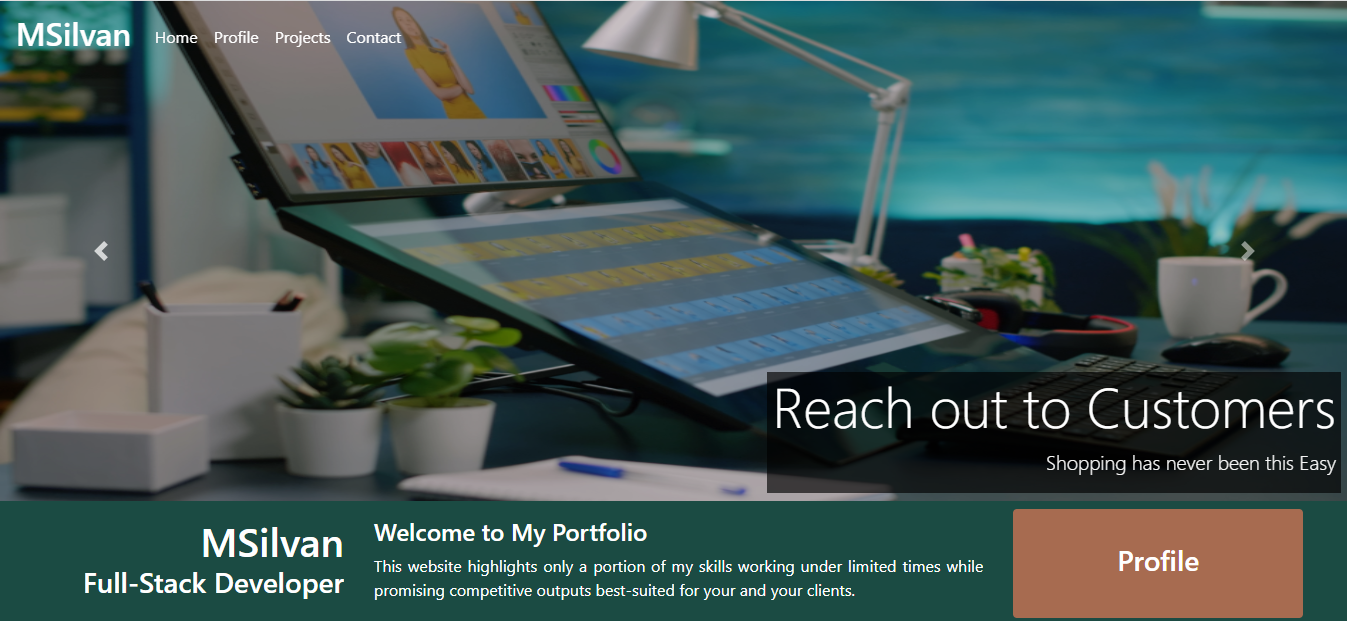 MSilvan Home Profile Projects Contact
Reach out to Customers
Shopping has never been this Easy
MSilvan
Full-Stack Developer
Welcome to My Portfolio
This website highlights only a portion of my skills working under limited times while
promising competitive outputs best-suited for your and your clients.
Profile